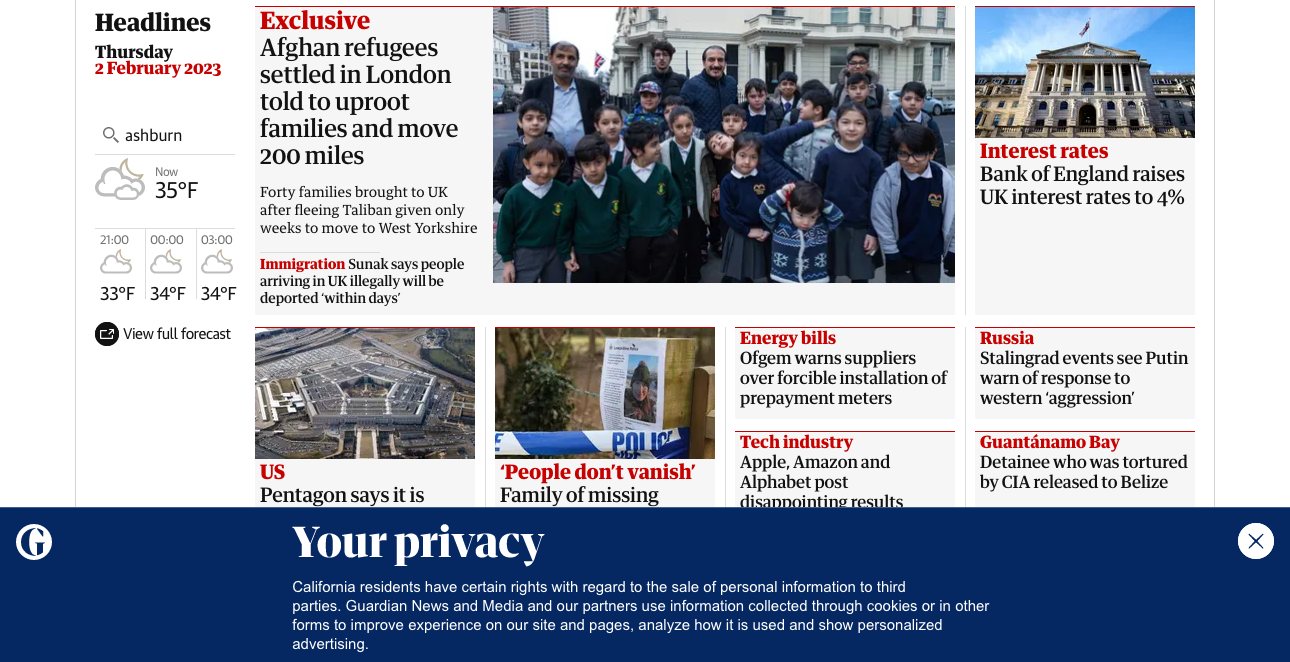 Headlines
Thursday
2 February 2023
ashburn
Now
35°F
21:00
00:00
03:00
33°F
34°F
34°F
View full forecast
Exclusive
Afghan refugees
settled in London
told to uproot
families and move
200 miles
Forty families brought to UK
after fleeing Taliban given only
weeks to move to West Yorkshire
Immigration Sunak says people
arriving in UK illegally will be
deported ‘within days’
Interest rates
Bank of England raises
UK interest rates to 4%
US
Pentagon says it is
POLICE
‘People don’t vanish’
Family of missing
Energy bills
Ofgem warns suppliers
over forcible installation of
prepayment meters
Tech industry
Apple, Amazon and
Alphabet post
disappointing results
Russia
Stalingrad events see Putin
warn of response to
western ‘aggression’
Guantánamo Bay
Detainee who was tortured
by CIA released to Belize
G
Your privacy
California residents have certain rights with regard to the sale of personal information to third
parties. Guardian News and Media and our partners use information collected through cookies or in other
forms to improve experience on our site and pages, analyze how it is used and show personalized
advertising.